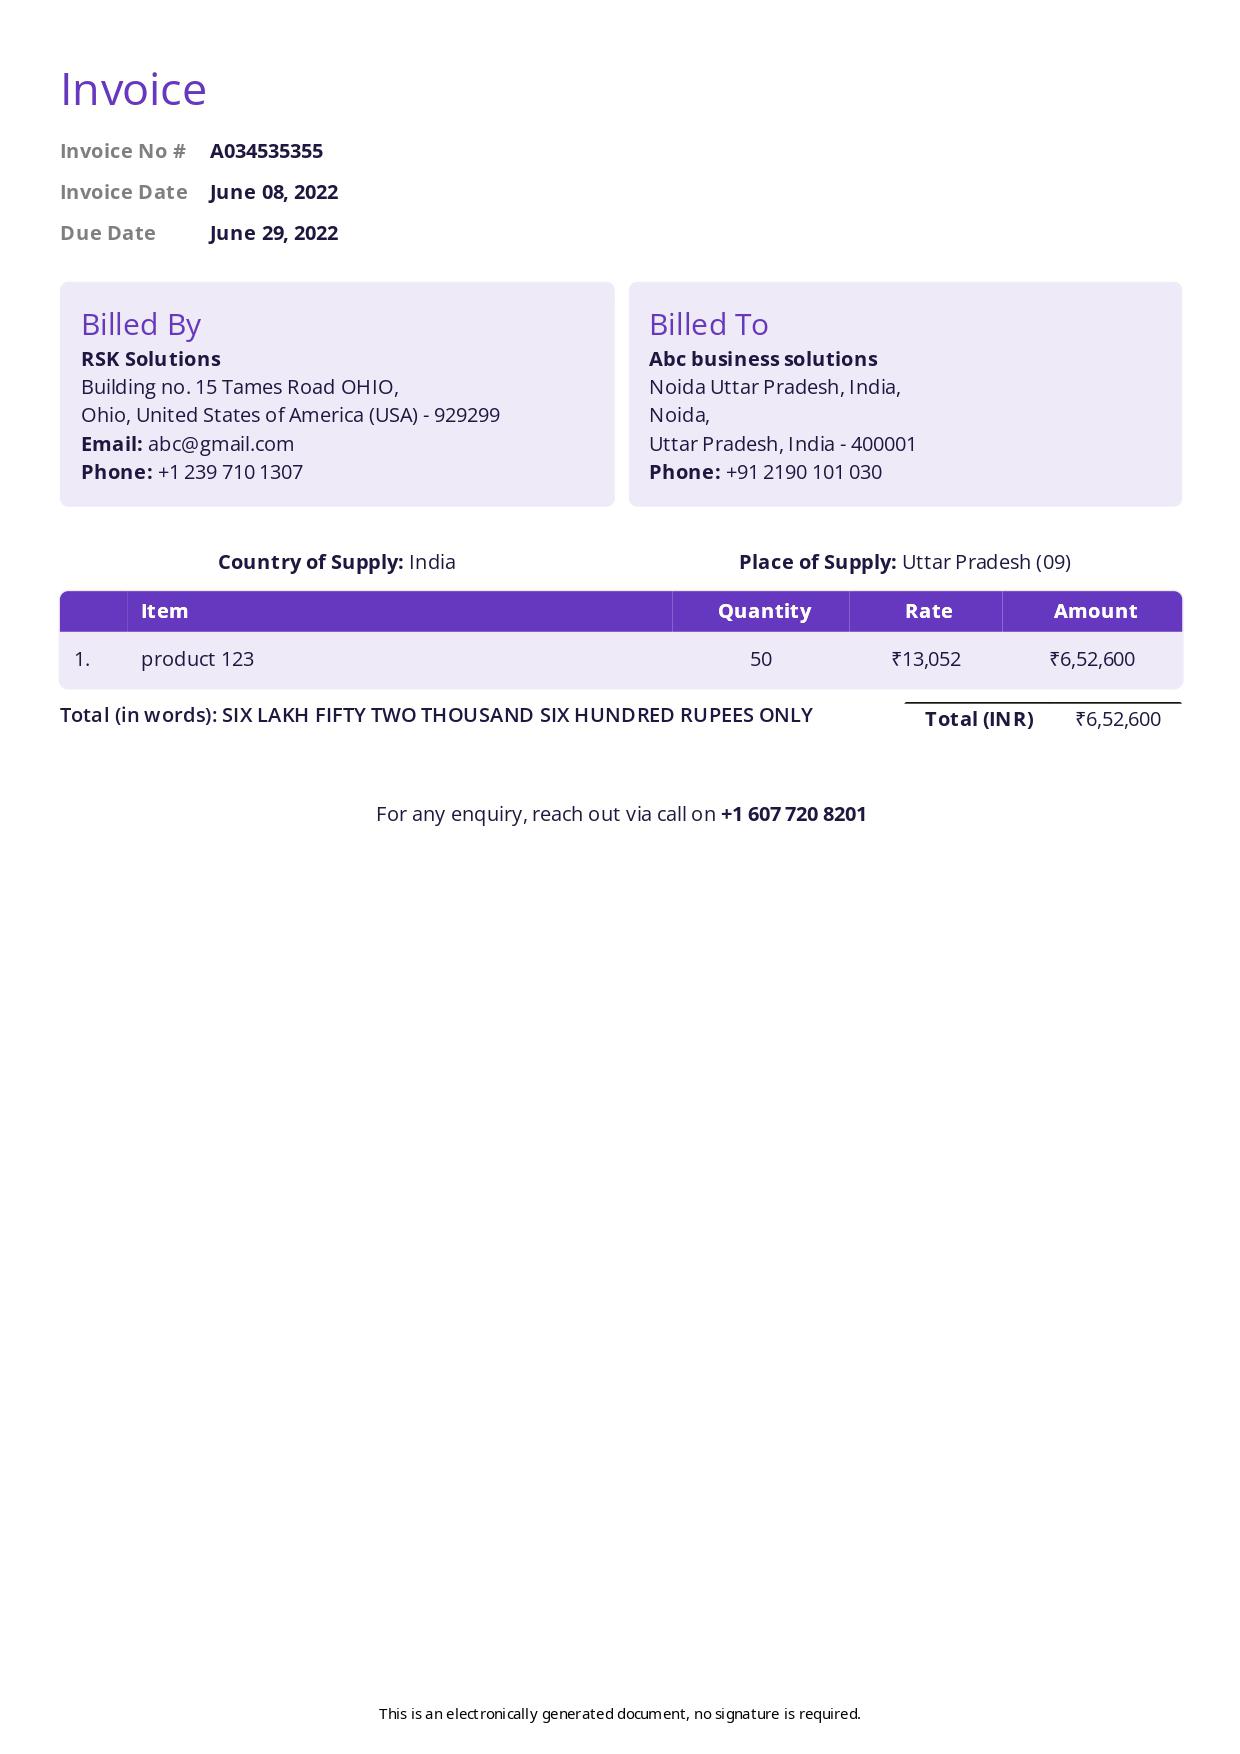 Invoice
Invoice No # A034535355
Invoice Date June 08, 2022
Due Date June 29, 2022
Billed By
RSK Solutions
Building no. 15 Tames Road OHIO,
Ohio, United States of America (USA) - 929299
Email: abc@gmail.com
Phone: +1 239 710 1307
Billed To
Abc business solutions
Noida Uttar Pradesh, India,
Noida,
Uttar Pradesh, India - 400001
Phone: +91 2190 101 030
Country of Supply: India Place of Supply: Uttar Pradesh (09)
Item Quantity Rate Amount
1. product 123 50 ₹13,052 ₹6,52,600
Total (in words): SIX LAKH FIFTY TWO THOUSAND SIX HUNDRED RUPEES ONLY
Total (INR) ₹6,52,600
For any enquiry, reach out via call on +1 607 720 8201
This is an electronically generated document, no signature is required.